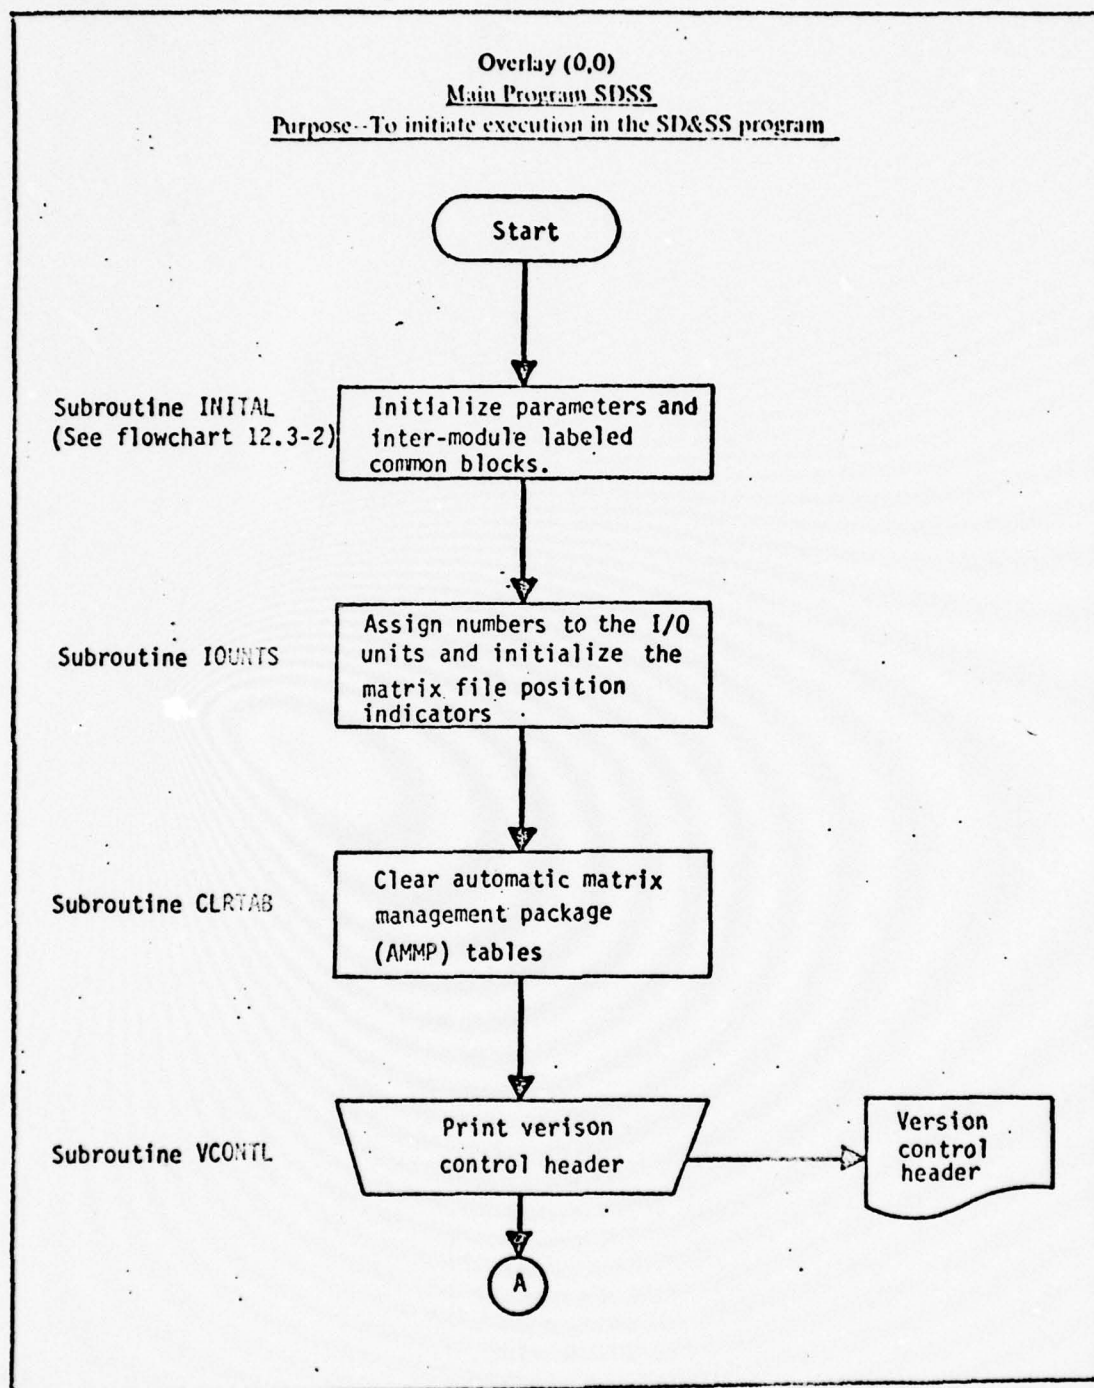 Overlay (0,0)
Main Program SDSS
Purpose--To initiate execution in the SD&SS program
Start
Subroutine INITAL
(See flowchart 12.3-2)
Initialize parameters and
inter-module labeled
common blocks.
Subroutine IOUNTS
Assign numbers to the I/O
units and initialize the
matrix file position
indicators
Subroutine CLRTAB
Clear automatic matrix
management package
(AMMP) tables
Subroutine VCONTL
Print verison
control header
Version
control
header
A